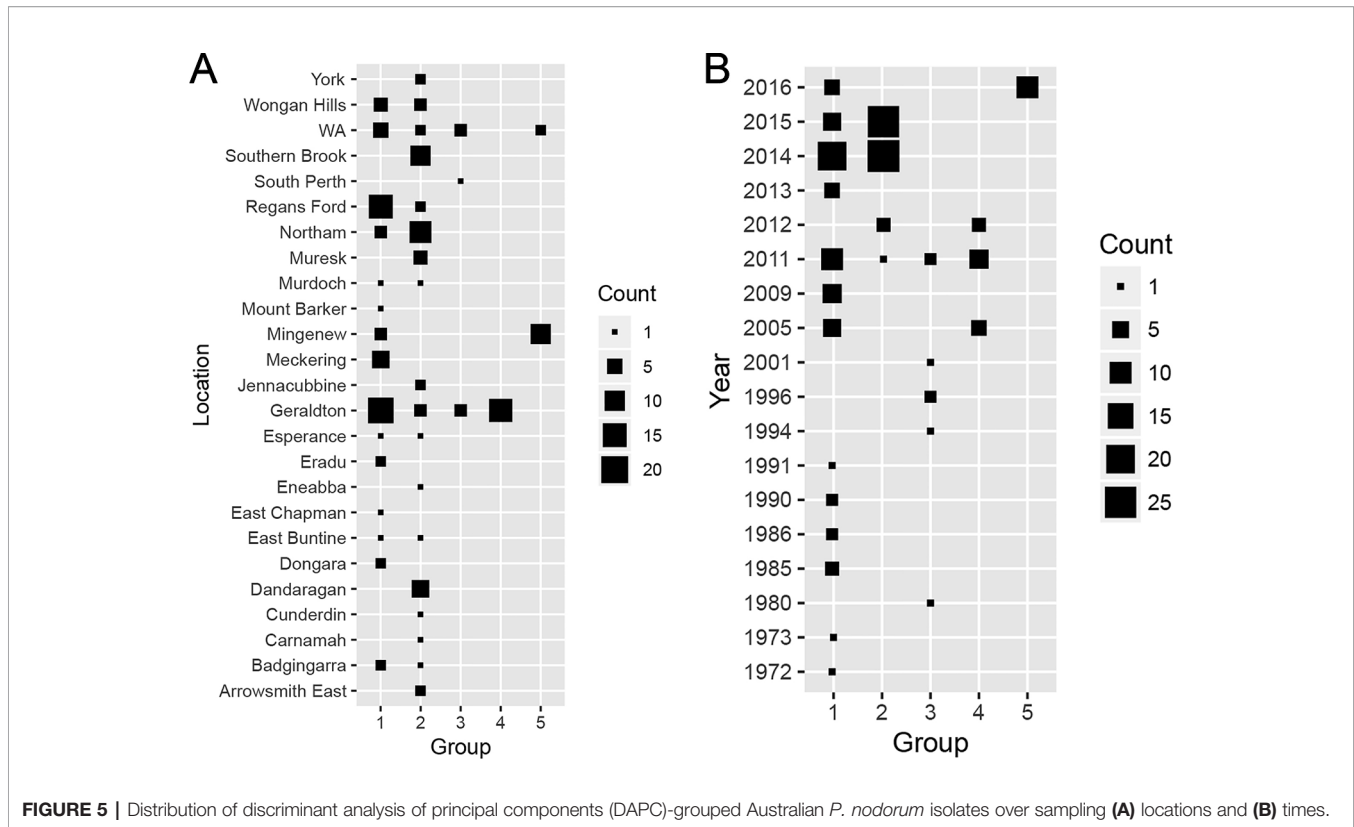 A
York
Wongan Hills
WA
Southern Brook
South Perth
Regans Ford
Northam
Muresk
Murdoch
Mount Barker
Mingenew
Meckering
Jennacubbine
Geraldton
Esperance
Eradu
Eneabba
East Chapman
East Buntine
Dongara
Dandaragan
Cunderdin
Carnamah
Badgingarra
Arrowsmith East
Location
1 2 3 4 5
Group
Count
1
5
10
15
20
B
2016
2015
2014
2013
2012
2011
2009
2005
2001
1996
1994
1991
1990
1986
1985
1980
1973
1972
Year
1 2 3 4 5
Group
Count
1
5
10
15
20
25
FIGURE 5 | Distribution of discriminant analysis of principal components (DAPC)-grouped Australian P. nodorum isolates over sampling (A) locations and (B) times.